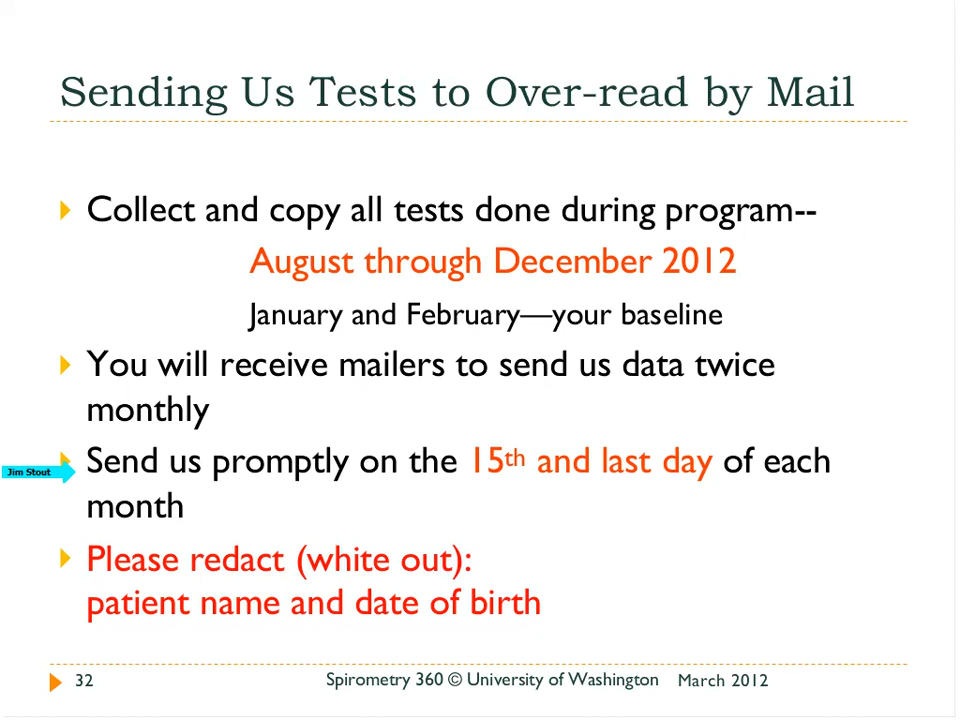 Sending Us Tests to Over-read by Mail
Collect and copy all tests done during program--
August through December 2012
January and February—your baseline
You will receive mailers to send us data twice
monthly
Jim Stout
Send us promptly on the 15th and last day of each
month
Please redact (white out):
patient name and date of birth
32
Spirometry 360 © University of Washington
March 2012